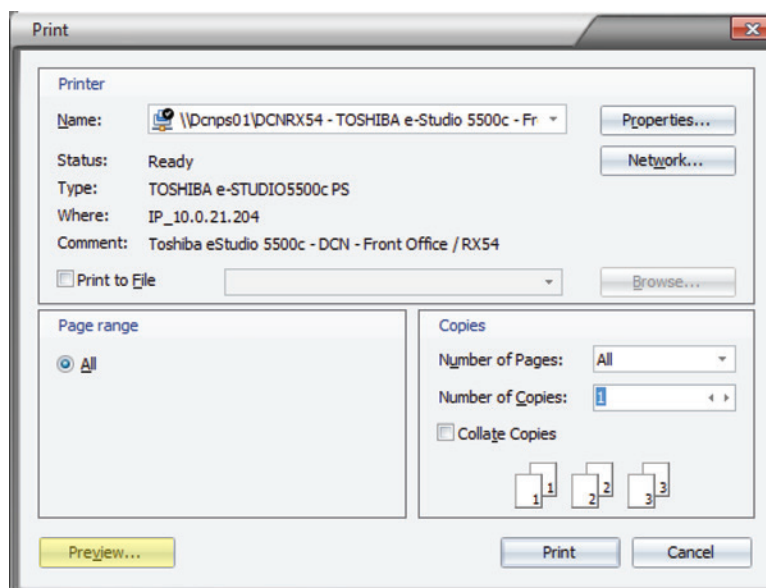 Print
Printer
Name: \\Dcnps01\DCNRX54 - TOSHIBA e-Studio 5500c - Fr Properties...
Status: Ready Network...
Type: TOSHIBA e-STUDIO5500c PS
Where: IP_10.0.21.204
Comment: Toshiba eStudio 5500c - DCN - Front Office / RX54
Print to File Browse...
Page range Copies
All Number of Pages: All
Number of Copies: 1
Collate Copies
1 1 2 2 3 3
Preview... Print Cancel